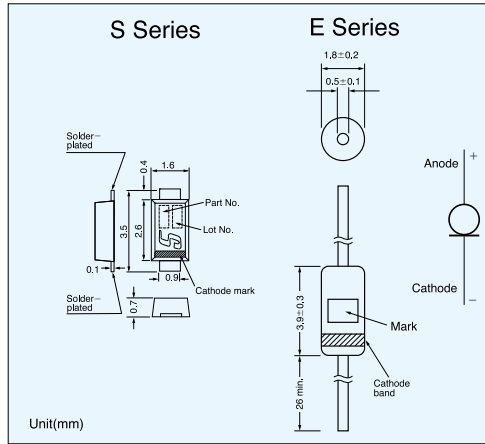 S Series
E Series
1.8±0.2
0.5±0.1
Solder-
plated
0.4
1.6
Part No.
Lot No.
3.5
2.6
0.1
0.9
Cathode mark
Solder-
plated
0.7
Anode
+
Cathode
−
3.9±0.3
Mark
Cathode
band
26 min.
Unit(mm)